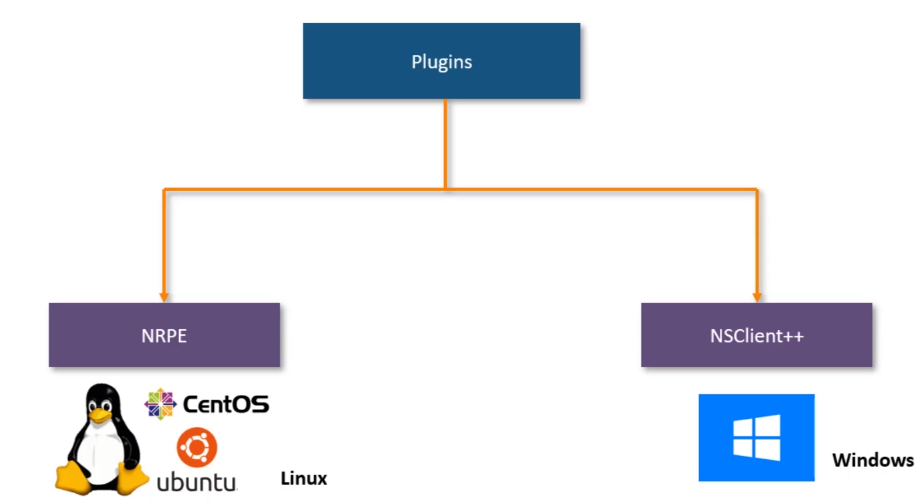 Plugins
NRPE
NSClient++
CentOS
ubuntu
Linux
Windows